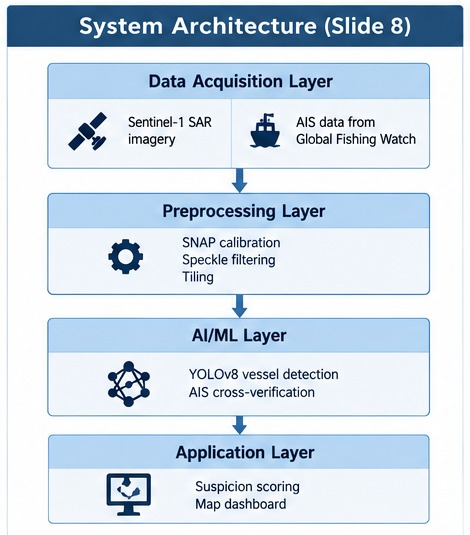 System Architecture (Slide 8)
Data Acquisition Layer
Sentinel-1 SAR
imagery
AIS data from
Global Fishing Watch
Preprocessing Layer
SNAP calibration
Speckle filtering
Tiling
AI/ML Layer
YOLOv8 vessel detection
AIS cross-verification
Application Layer
Suspicion scoring
Map dashboard